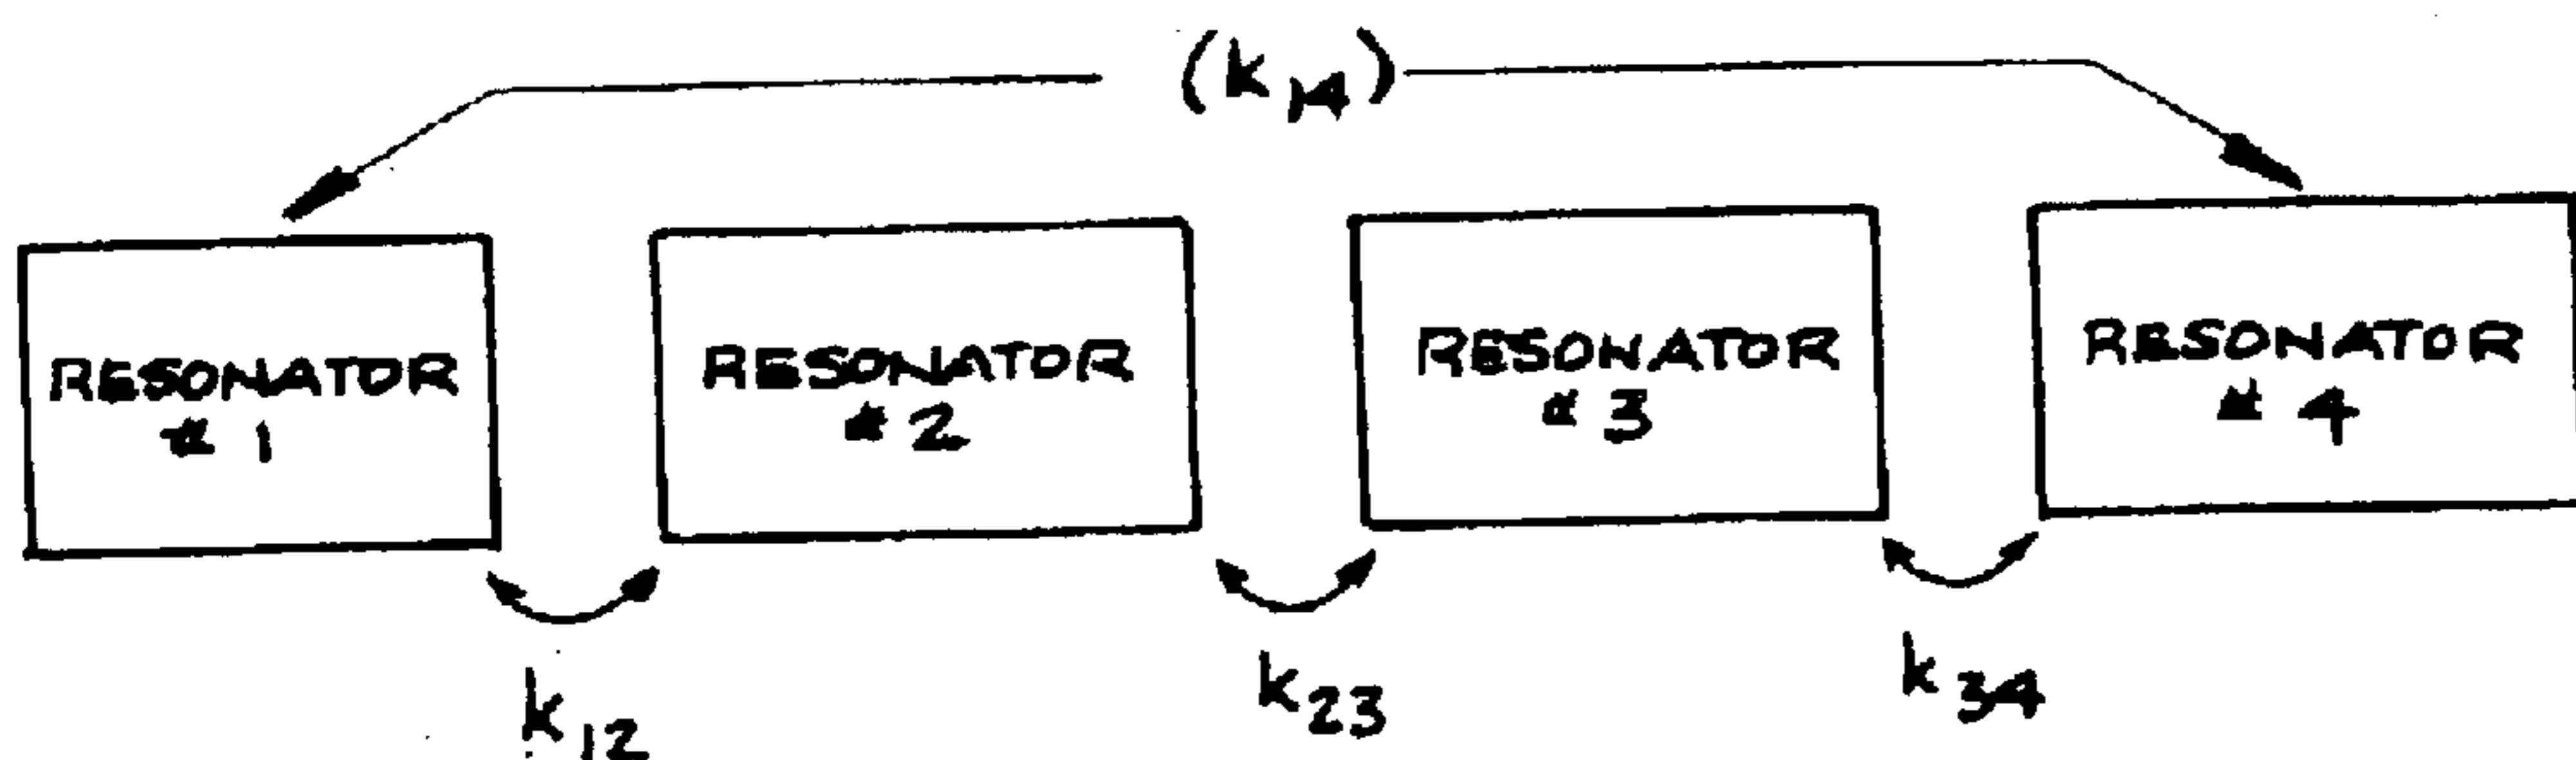 (k14)
RESONATOR
# 1
RESONATOR
# 2
RESONATOR
# 3
RESONATOR
# 4
k12
k23
k34